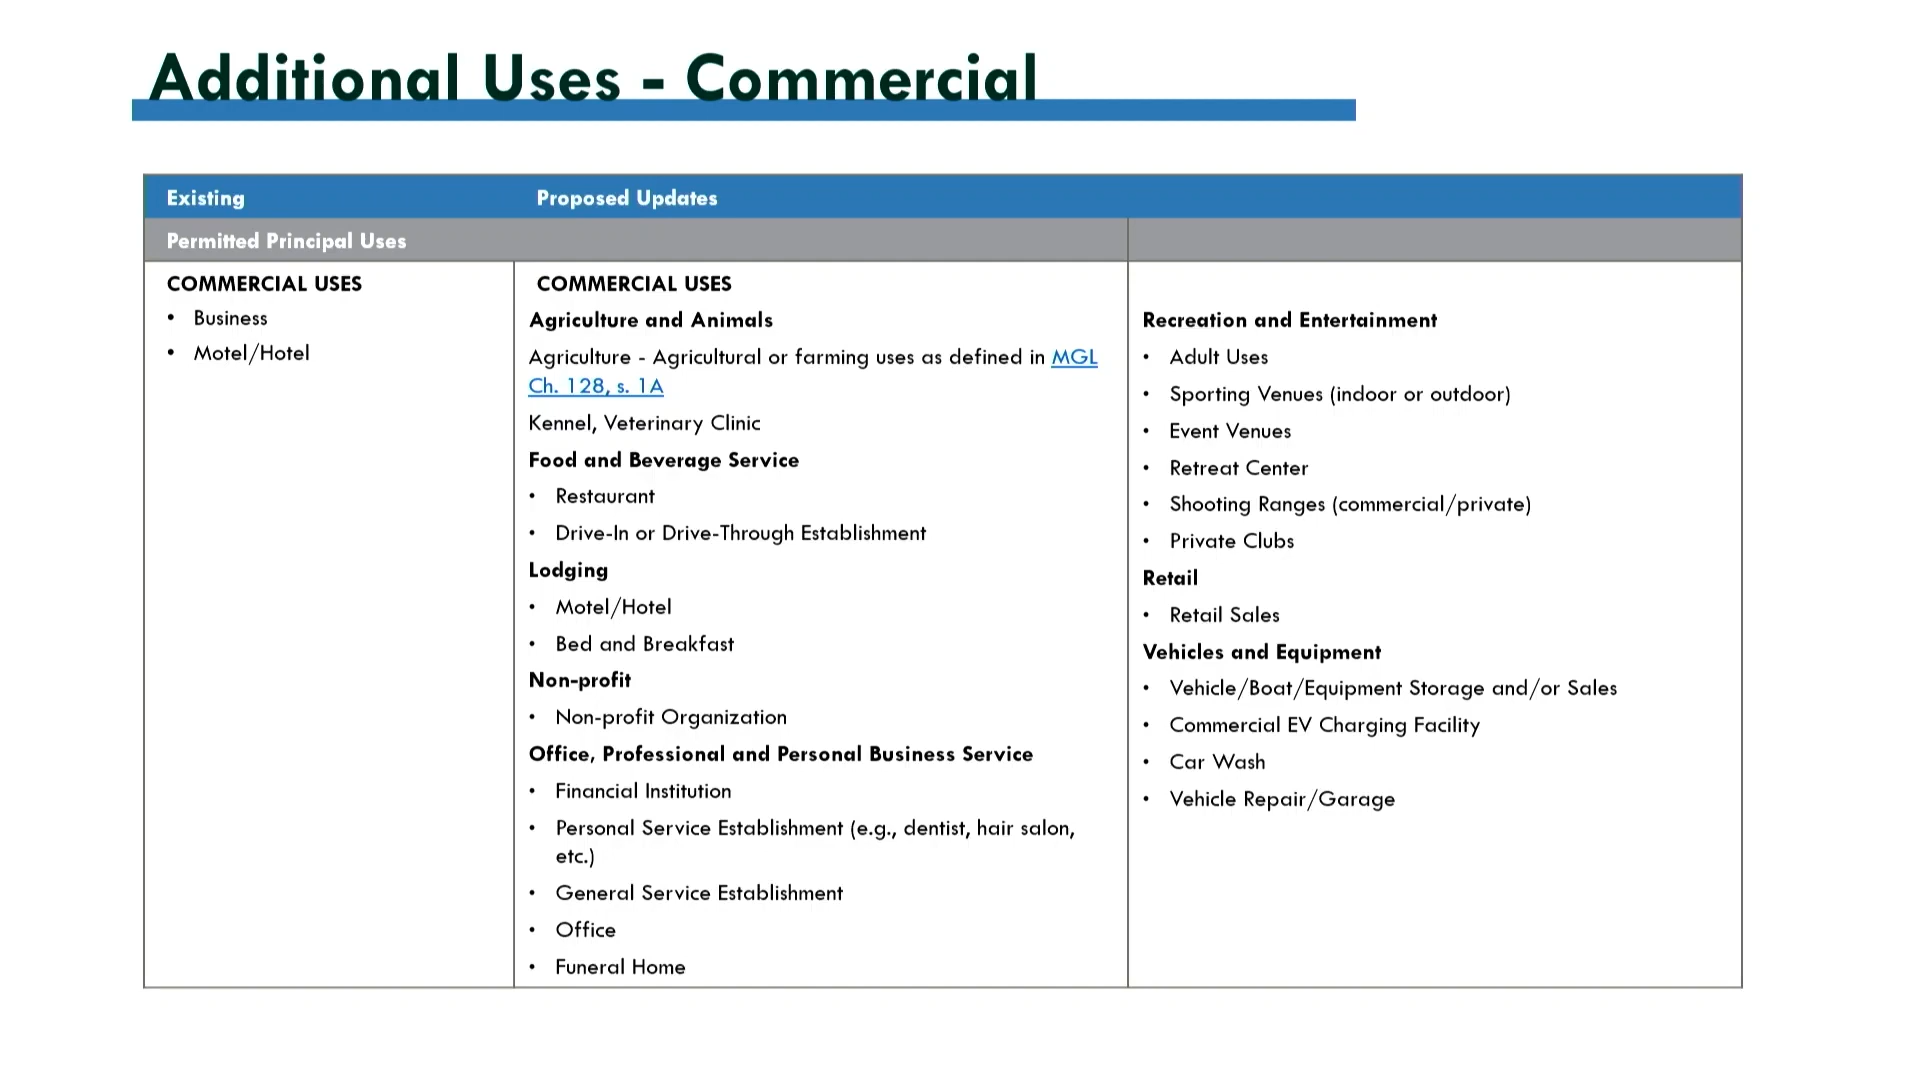 Additional Uses - Commercial
Existing
Proposed Updates
Permitted Principal Uses
COMMERCIAL USES
• Business
• Motel/Hotel
COMMERCIAL USES
Agriculture and Animals
Agriculture - Agricultural or farming uses as defined in MGL
Ch. 128, s. 1A
Kennel, Veterinary Clinic
Food and Beverage Service
• Restaurant
• Drive-In or Drive-Through Establishment
Lodging
• Motel/Hotel
• Bed and Breakfast
Non-profit
• Non-profit Organization
Office, Professional and Personal Business Service
• Financial Institution
• Personal Service Establishment (e.g., dentist, hair salon,
etc.)
• General Service Establishment
• Office
• Funeral Home
Recreation and Entertainment
• Adult Uses
• Sporting Venues (indoor or outdoor)
• Event Venues
• Retreat Center
• Shooting Ranges (commercial/private)
• Private Clubs
Retail
• Retail Sales
Vehicles and Equipment
• Vehicle/Boat/Equipment Storage and/or Sales
• Commercial EV Charging Facility
• Car Wash
• Vehicle Repair/Garage